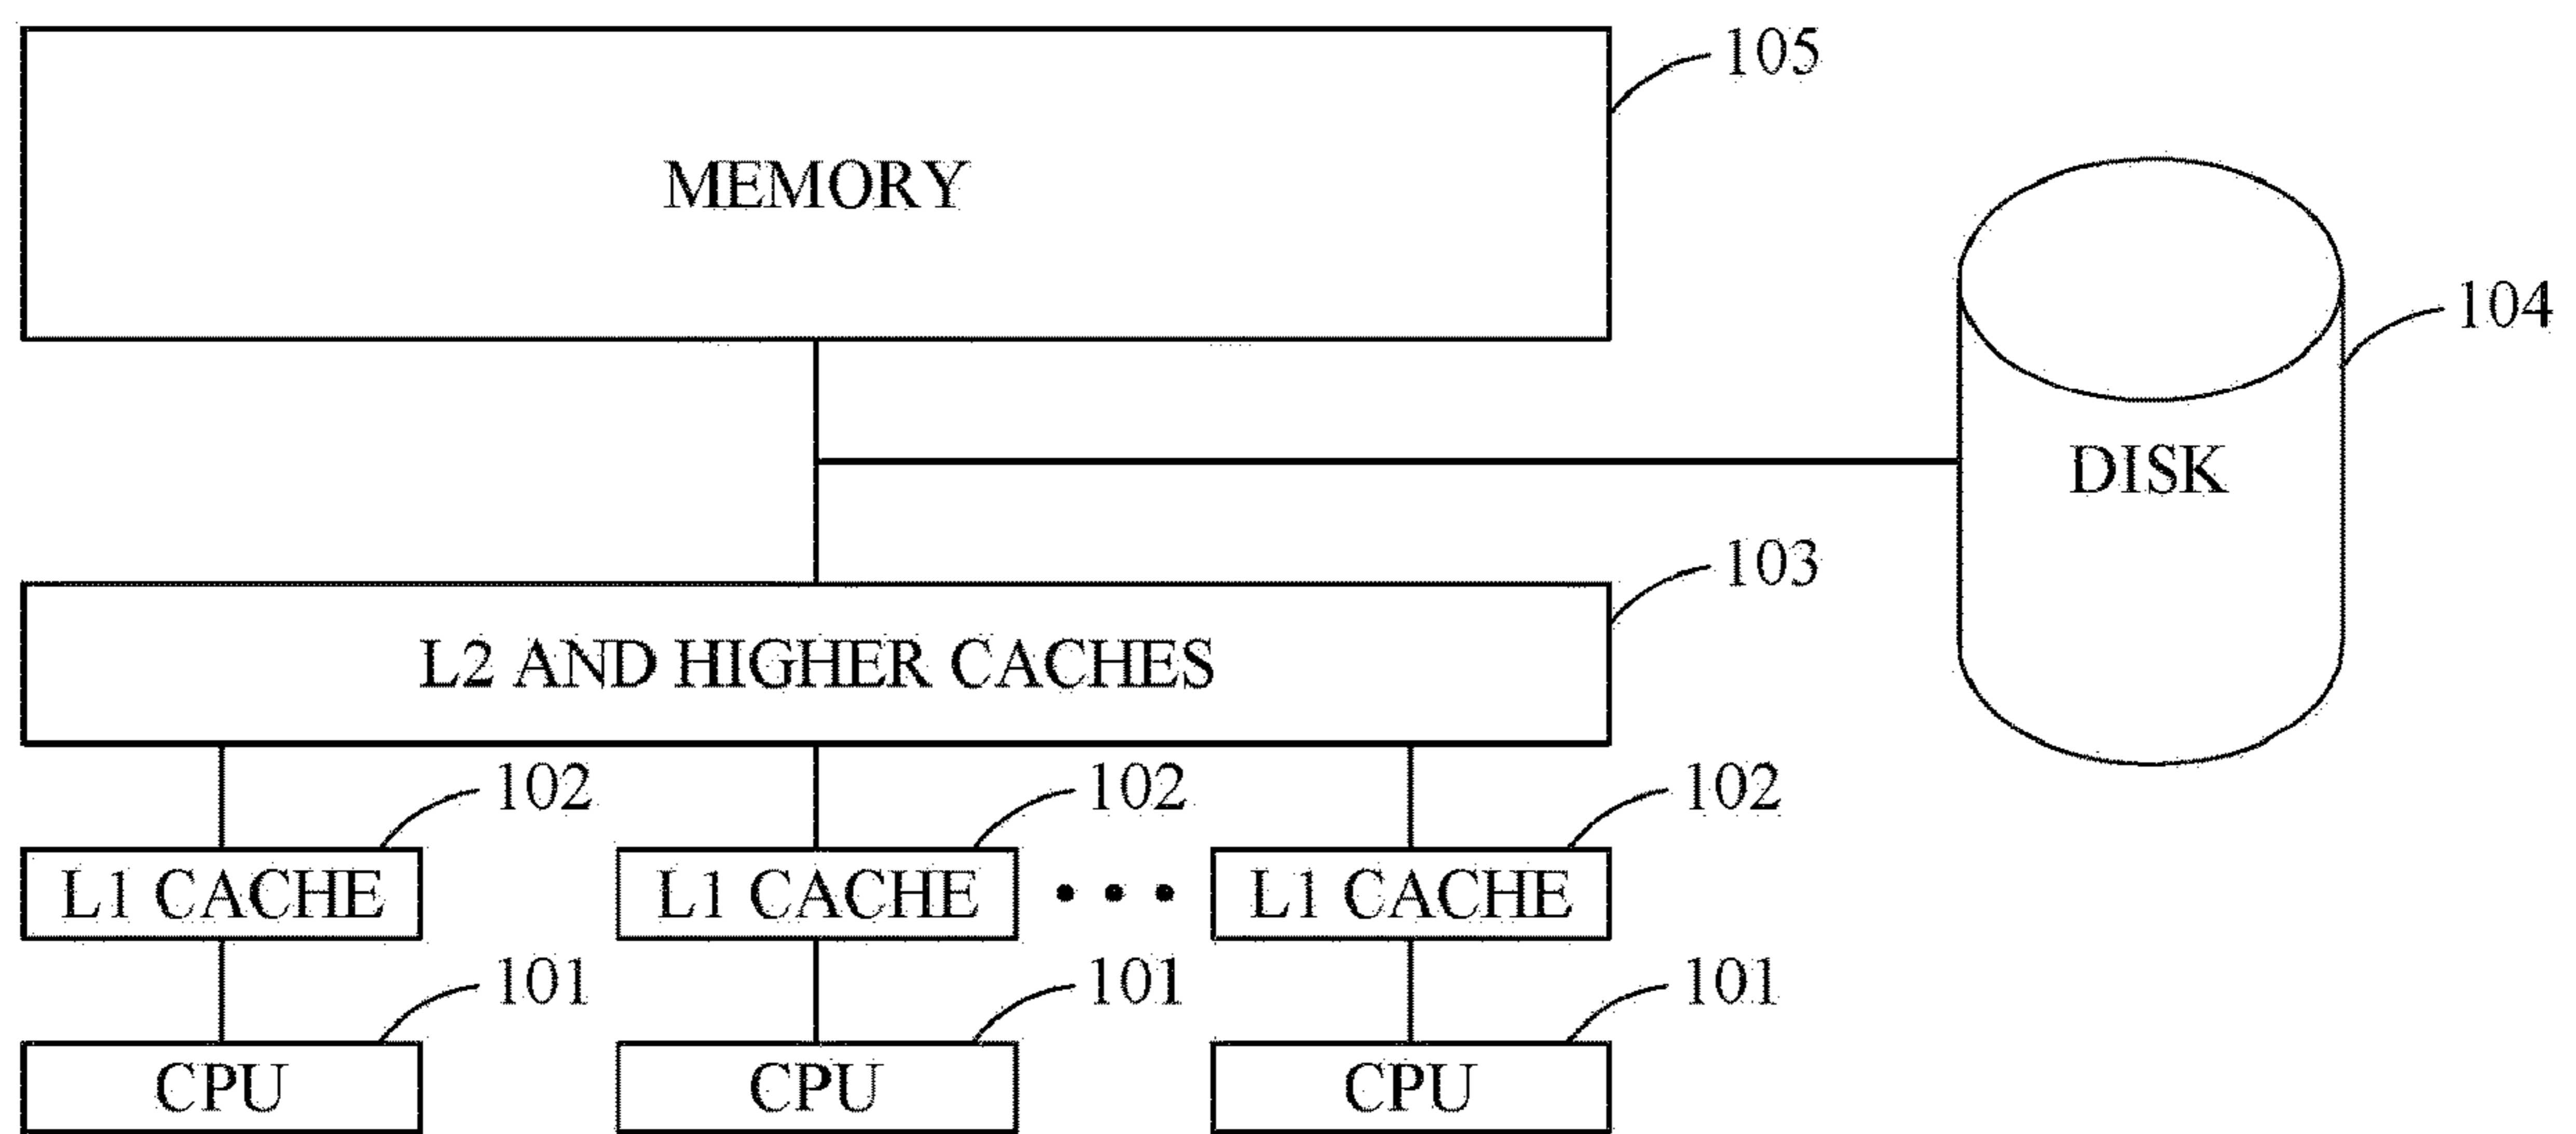 105
MEMORY
104
DISK
103
L2 AND HIGHER CACHES
102 102 102
L1 CACHE L1 CACHE • • • L1 CACHE
101 101 101
CPU CPU CPU